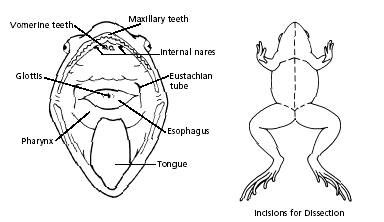 Vomerine teeth
Maxillary teeth
Internal nares
Glottis
Eustachian
tube
Esophagus
Pharynx
Tongue
Incisions for Dissection